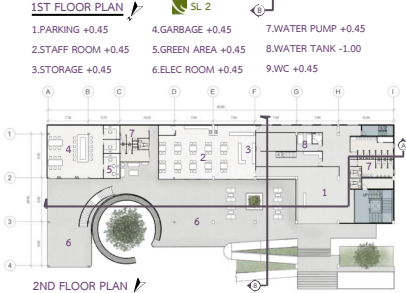 1ST FLOOR PLAN
SL 2
B
1.PARKING +0.45 4.GARBAGE +0.45 7.WATER PUMP +0.45
2.STAFF ROOM +0.45 5.GREEN AREA +0.45 8.WATER TANK -1.00
3.STORAGE +0.45 6.ELEC ROOM +0.45 9.WC +0.45
A B C D E F G H I
1 4 7 2 3 8 7 A
2 5 1
3 6 6
4
2ND FLOOR PLAN
B